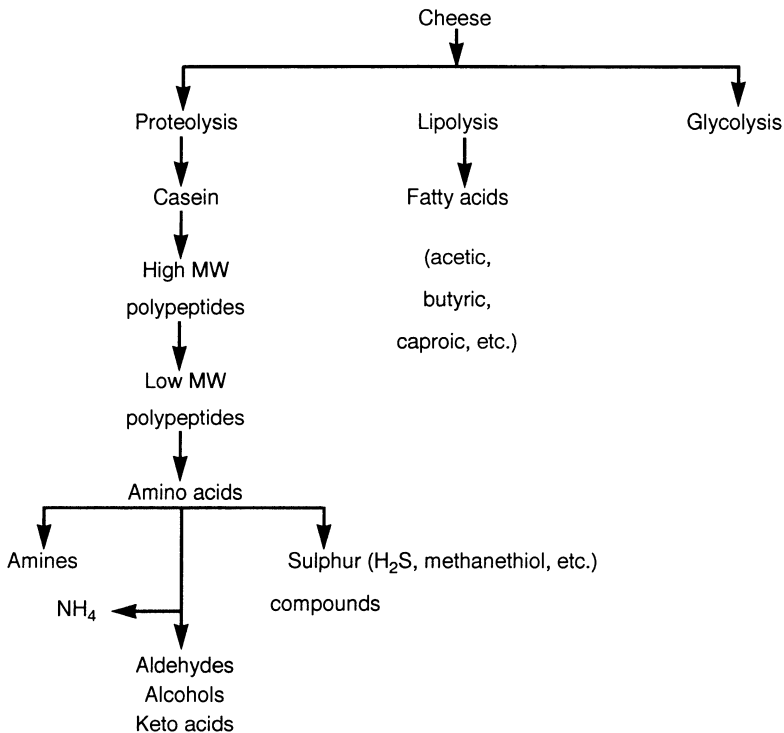 Cheese
Proteolysis
Lipolysis
Glycolysis
Casein
Fatty acids
High MW
polypeptides
(acetic,
butyric,
caproic, etc.)
Low MW
polypeptides
Amino acids
Amines
Sulphur (H₂S, methanethiol, etc.)
compounds
NH₄
Aldehydes
Alcohols
Keto acids